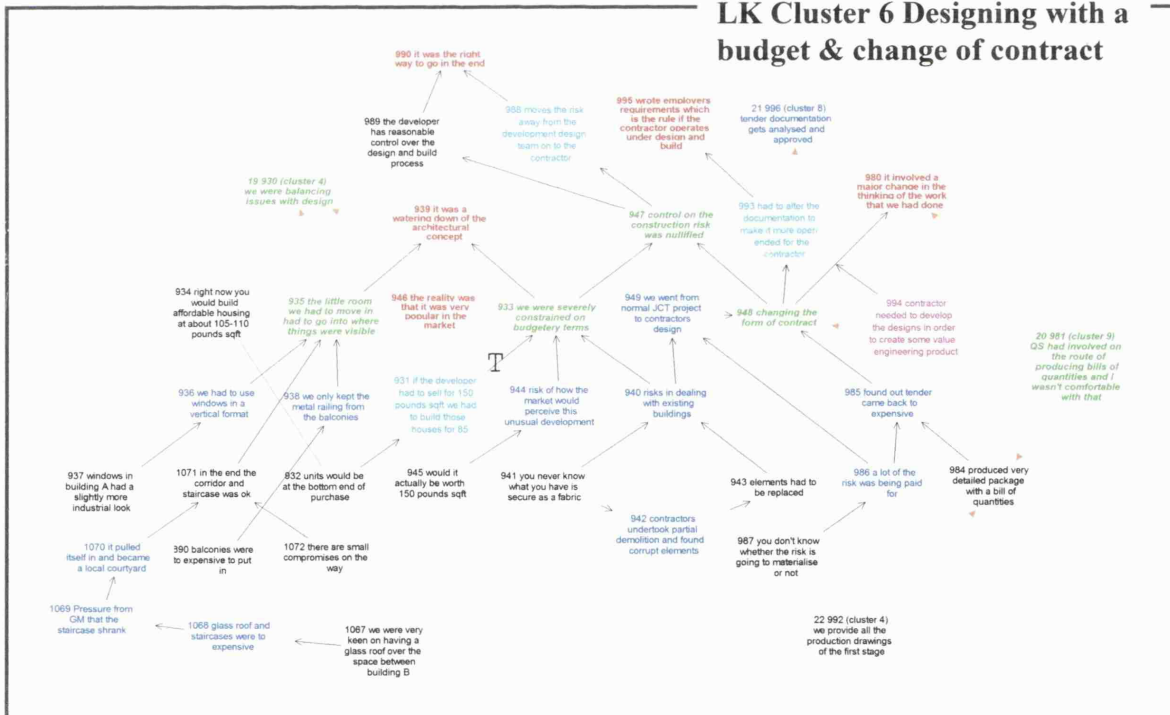 LK Cluster 6 Designing with a
budget & change of contract
990 it was the right
way to go in the end
989 the developer
has reasonable
control over the
design and build
process
988 moves the risk
away from the
development design
team on to the
contractor
995 wrote employers
requirements which
is the rule if the
contractor operates
under design and
build
21 996 (cluster 8)
tender documentation
gets analysed and
approved
19 930 (cluster 4)
we were balancing
issues with design
939 it was a
watering down of the
architectural
concept
947 control on the
construction risk
was nullified
993 had to alter the
documentation to
make it more open
ended for the
contractor
980 it involved a
major change in the
thinking of the work
that we had done
934 right now you
would build
affordable housing
at about 105-110
pounds sqft
935 the little room
we had to move in
had to go into where
things were visible
946 the reality was
that it was very
popular in the
market
933 we were severely
constrained on
budgetery terms
949 we went from
normal JCT project
to contractors
design
948 changing the
form of contract
994 contractor
needed to develop
the designs in order
to create some value
engineering product
20 981 (cluster 9)
QS had involved on
the route of
producing bills of
quantities and I
wasn't comfortable
with that
T
936 we had to use
windows in a
vertical format
938 we only kept the
metal railing from
the balconies
931 if the developer
had to sell for 150
pounds sqft we had
to build those
houses for 85
944 risk of how the
market would
perceive this
unusual development
940 risks in dealing
with existing
buildings
985 found out tender
came back to
expensive
937 windows in
building A had a
slightly more
industrial look
1071 in the end the
corridor and
staircase was ok
932 units would be
at the bottom end of
purchase
945 would it
actually be worth
150 pounds sqft
941 you never know
what you have is
secure as a fabric
943 elements had to
be replaced
986 a lot of the
risk was being paid
for
984 produced very
detailed package
with a bill of
quantities
1070 it pulled
itself in and became
a local courtyard
390 balconies were
to expensive to put
in
1072 there are small
compromises on the
way
942 contractors
undertook partial
demolition and found
corrupt elements
987 you don't know
whether the risk is
going to materialise
or not
1069 Pressure from
GM that the
staircase shrank
1068 glass roof and
staircases were to
expensive
1067 we were very
keen on having a
glass roof over the
space between
building B
22 992 (cluster 4)
we provide all the
production drawings
of the first stage